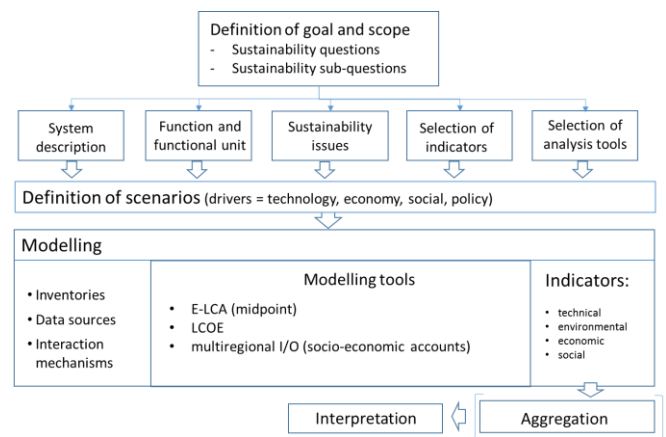 Definition of goal and scope
- Sustainability questions
- Sustainability sub-questions
System
description
Function and
functional unit
Sustainability
issues
Selection of
indicators
Selection of
analysis tools
Definition of scenarios (drivers = technology, economy, social, policy)
Modelling
• Inventories
• Data sources
• Interaction
mechanisms
Modelling tools
• E-LCA (midpoint)
• LCOE
• multiregional I/O (socio-economic accounts)
Indicators:
• technical
• environmental
• economic
• social
Interpretation
Aggregation